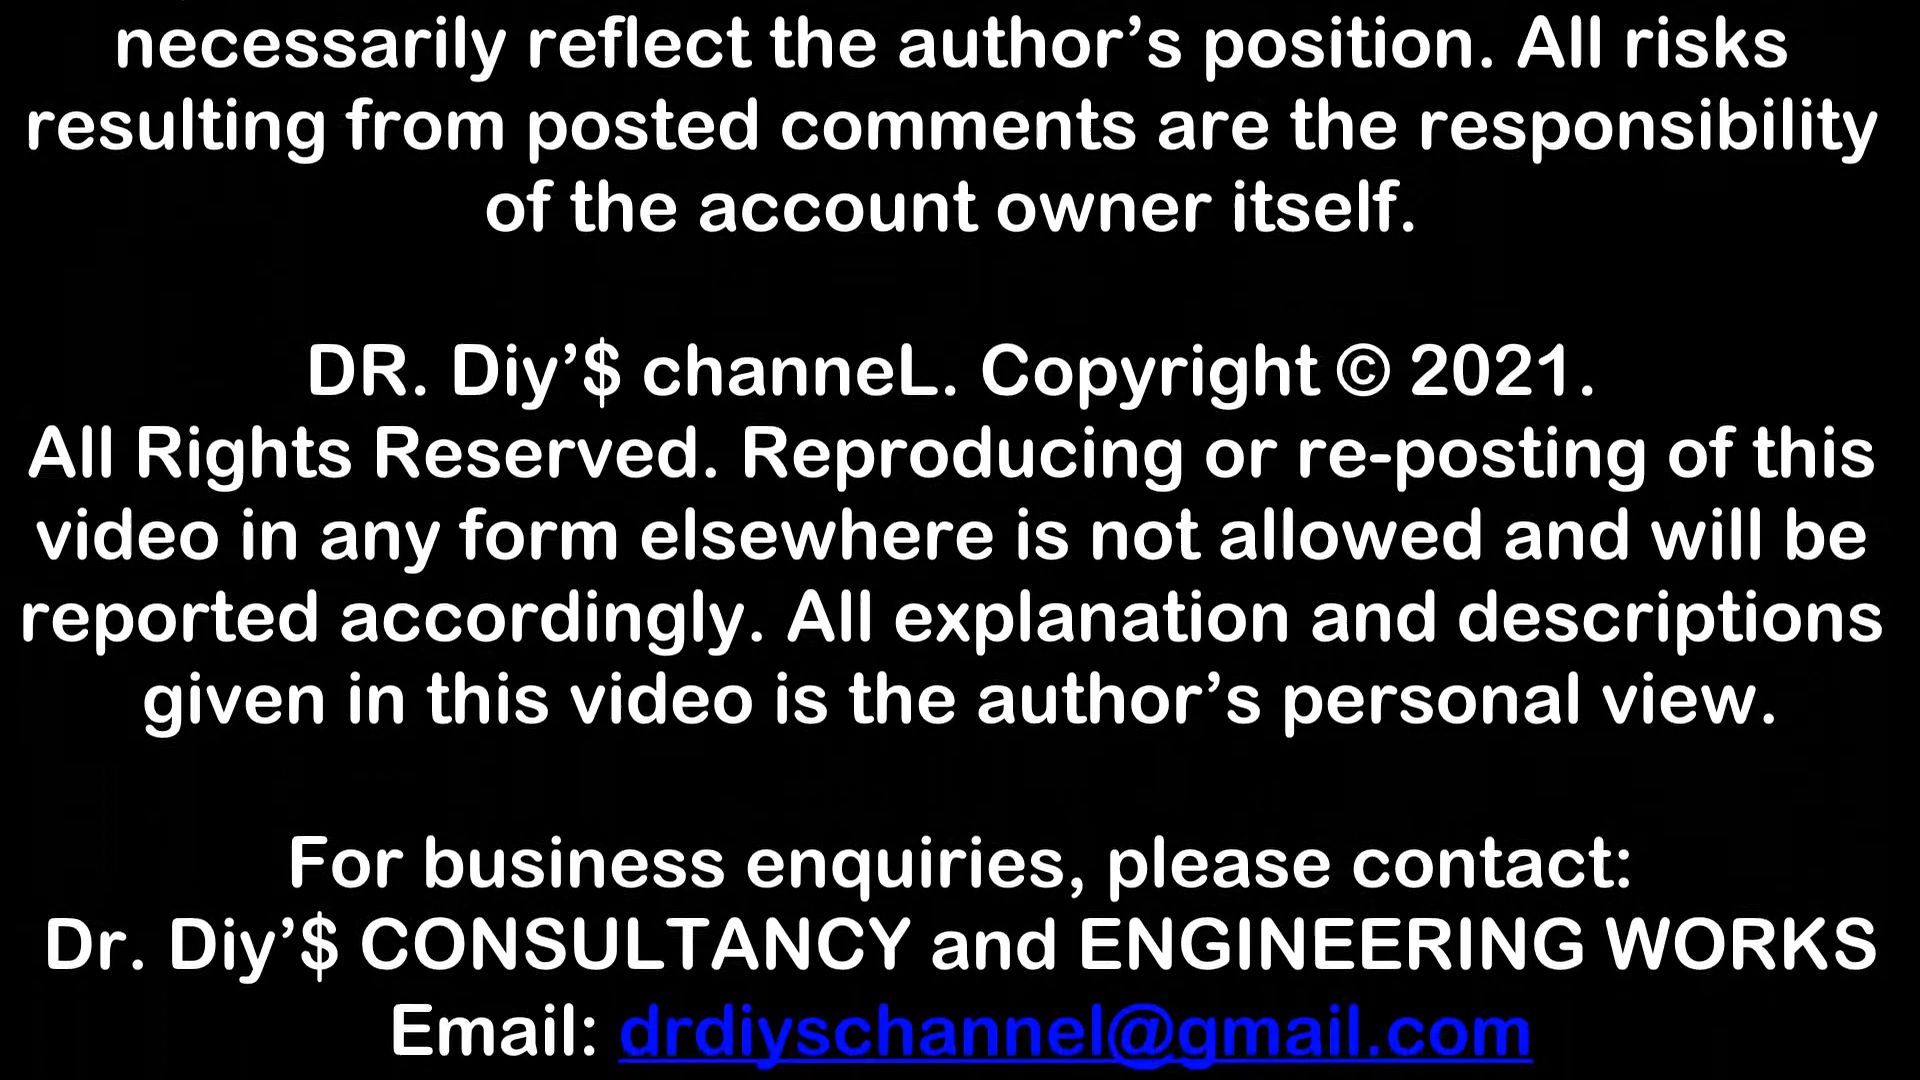 necessarily reflect the author’s position. All risks
resulting from posted comments are the responsibility
of the account owner itself.
DR. Diy’$ channeL. Copyright © 2021.
All Rights Reserved. Reproducing or re-posting of this
video in any form elsewhere is not allowed and will be
reported accordingly. All explanation and descriptions
given in this video is the author’s personal view.
For business enquiries, please contact:
Dr. Diy’$ CONSULTANCY and ENGINEERING WORKS
Email: drdiyschannel@gmail.com